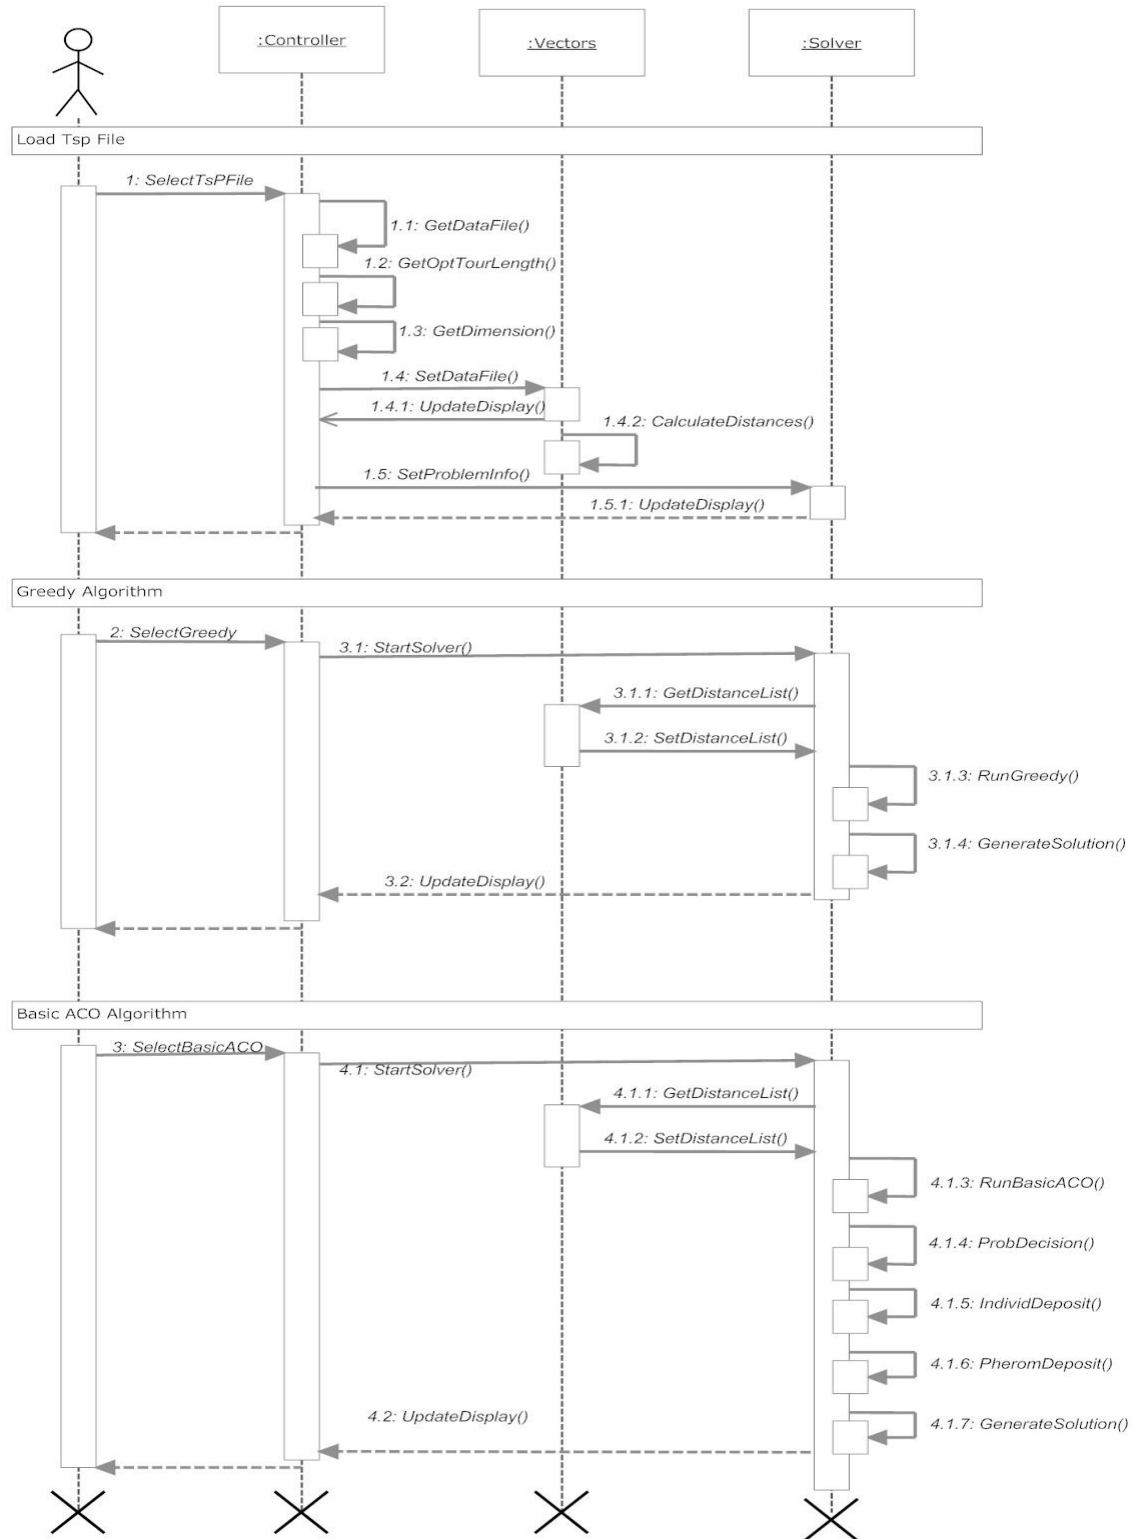 :Controller
:Vectors
:Solver
Load Tsp File
1: SelectTsPFile
1.1: GetDataFile()
1.2: GetOptTourLength()
1.3: GetDimension()
1.4: SetDataFile()
1.4.1: UpdateDisplay()
1.4.2: CalculateDistances()
1.5: SetProblemInfo()
1.5.1: UpdateDisplay()
Greedy Algorithm
2: SelectGreedy
3.1: StartSolver()
3.1.1: GetDistanceList()
3.1.2: SetDistanceList()
3.1.3: RunGreedy()
3.1.4: GenerateSolution()
3.2: UpdateDisplay()
Basic ACO Algorithm
3: SelectBasicACO
4.1: StartSolver()
4.1.1: GetDistanceList()
4.1.2: SetDistanceList()
4.1.3: RunBasicACO()
4.1.4: ProbDecision()
4.1.5: IndividDeposit()
4.1.6: PheromDeposit()
4.2: UpdateDisplay()
4.1.7: GenerateSolution()